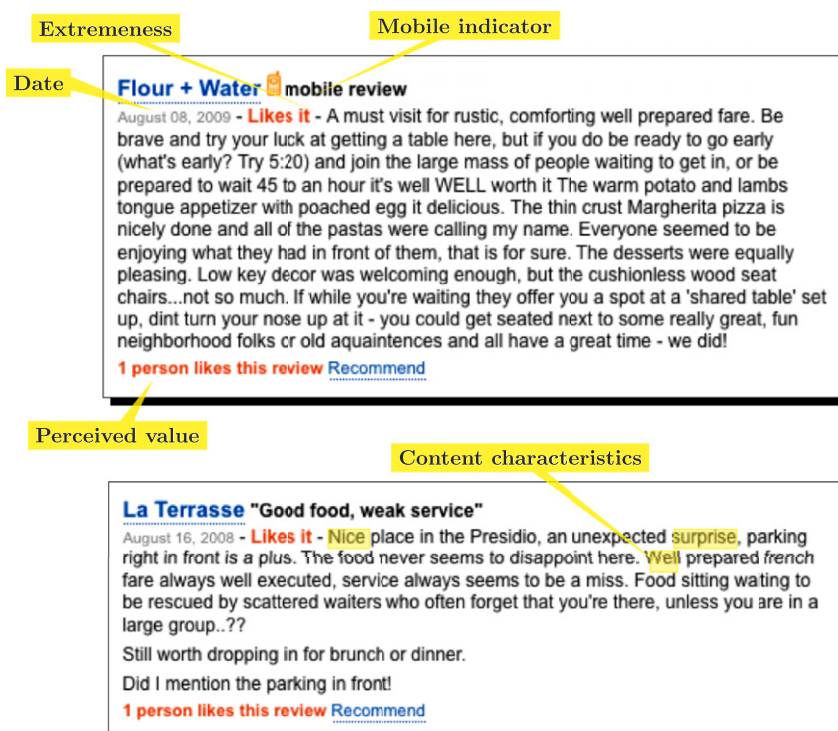 Extremeness
Mobile indicator
Date
Flour + Water mobile review
August 08, 2009 - Likes it - A must visit for rustic, comforting well prepared fare. Be
brave and try your luck at getting a table here, but if you do be ready to go early
(what's early? Try 5:20) and join the large mass of people waiting to get in, or be
prepared to wait 45 to an hour it's well WELL worth it The warm potato and lambs
tongue appetizer with poached egg it delicious. The thin crust Margherita pizza is
nicely done and all of the pastas were calling my name. Everyone seemed to be
enjoying what they had in front of them, that is for sure. The desserts were equally
pleasing. Low key decor was welcoming enough, but the cushionless wood seat
chairs...not so much. If while you're waiting they offer you a spot at a 'shared table' set
up, dint turn your nose up at it - you could get seated next to some really great, fun
neighborhood folks or old aquaintences and all have a great time - we did!
1 person likes this review Recommend
Perceived value
Content characteristics
La Terrasse "Good food, weak service"
August 16, 2008 - Likes it - Nice place in the Presidio, an unexpected surprise, parking
right in front is a plus. The food never seems to disappoint here. Well prepared french
fare always well executed, service always seems to be a miss. Food sitting wating to
be rescued by scattered waiters who often forget that you're there, unless you are in a
large group..??
Still worth dropping in for brunch or dinner.
Did I mention the parking in front!
1 person likes this review Recommend